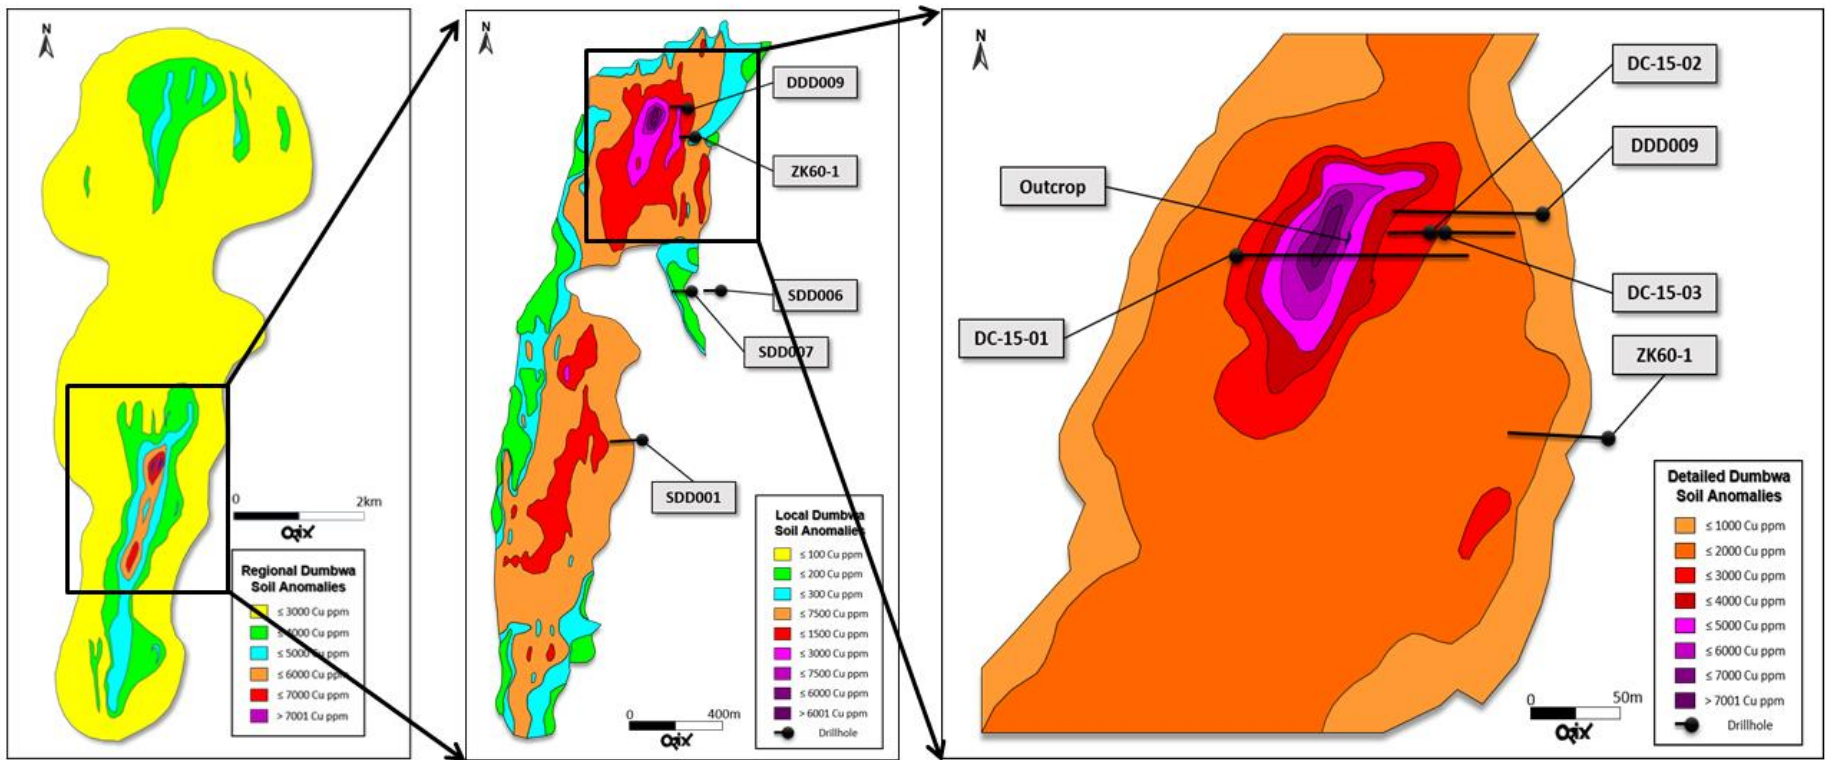 N
0
2km
Orix
Regional Dumbwa
Soil Anomalies
≤ 3000 Cu ppm
≤ 4000 Cu ppm
≤ 5000 Cu ppm
≤ 6000 Cu ppm
≤ 7000 Cu ppm
> 7001 Cu ppm
N
DDD009
ZK60-1
SDD006
SDD007
SDD001
Local Dumbwa
Soil Anomalies
≤ 100 Cu ppm
≤ 200 Cu ppm
≤ 300 Cu ppm
≤ 7500 Cu ppm
≤ 1500 Cu ppm
≤ 3000 Cu ppm
≤ 7500 Cu ppm
≤ 6000 Cu ppm
> 6001 Cu ppm
Drillhole
0
400m
Orix
N
DC-15-02
DDD009
Outcrop
DC-15-03
DC-15-01
ZK60-1
Detailed Dumbwa
Soil Anomalies
≤ 1000 Cu ppm
≤ 2000 Cu ppm
≤ 3000 Cu ppm
≤ 4000 Cu ppm
≤ 5000 Cu ppm
≤ 6000 Cu ppm
≤ 7000 Cu ppm
> 7001 Cu ppm
Drillhole
0
50m
Orix